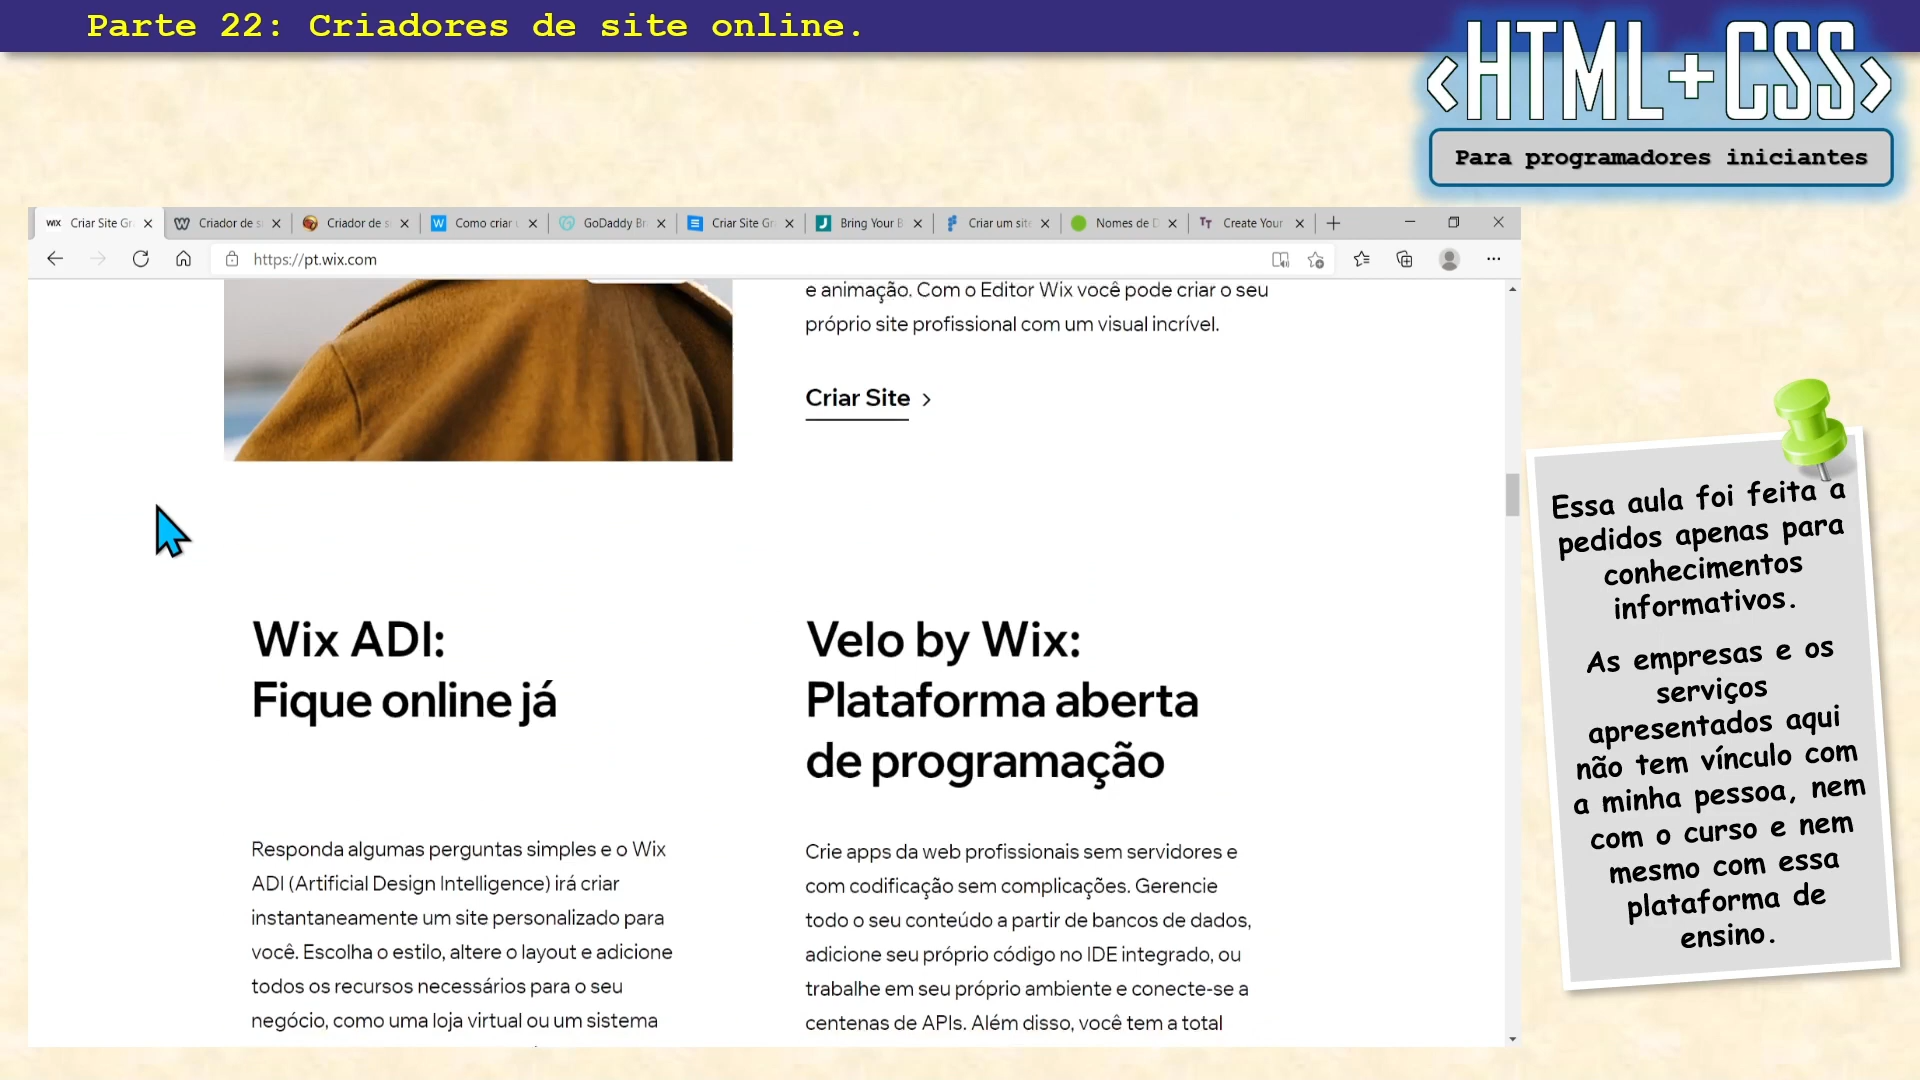 Parte 22: Criadores de site online.
<HTML+CSS>
Para programadores iniciantes
WIX Criar Site Gr
Criador de s
Criador de s
W Como criar u
GoDaddy Br
Criar Site Gr
Bring Your B
Criar um site
Nomes de D
TT Create Your
https://pt.wix.com
e animação. Com o Editor Wix você pode criar o seu
próprio site profissional com um visual incrível.
Criar Site >
Wix ADI:
Fique online já
Responda algumas perguntas simples e o Wix
ADI (Artificial Design Intelligence) irá criar
instantaneamente um site personalizado para
você. Escolha o estilo, altere o layout e adicione
todos os recursos necessários para o seu
negócio, como uma loja virtual ou um sistema
Velo by Wix:
Plataforma aberta
de programação
Crie apps da web profissionais sem servidores e
com codificação sem complicações. Gerencie
todo o seu conteúdo a partir de bancos de dados,
adicione seu próprio código no IDE integrado, ou
trabalhe em seu próprio ambiente e conecte-se a
centenas de APIs. Além disso, você tem a total
Essa aula foi feita a
pedidos apenas para
conhecimentos
informativos.
As empresas e os
serviços
apresentados aqui
não tem vínculo com
a minha pessoa, nem
com o curso e nem
mesmo com essa
plataforma de
ensino.